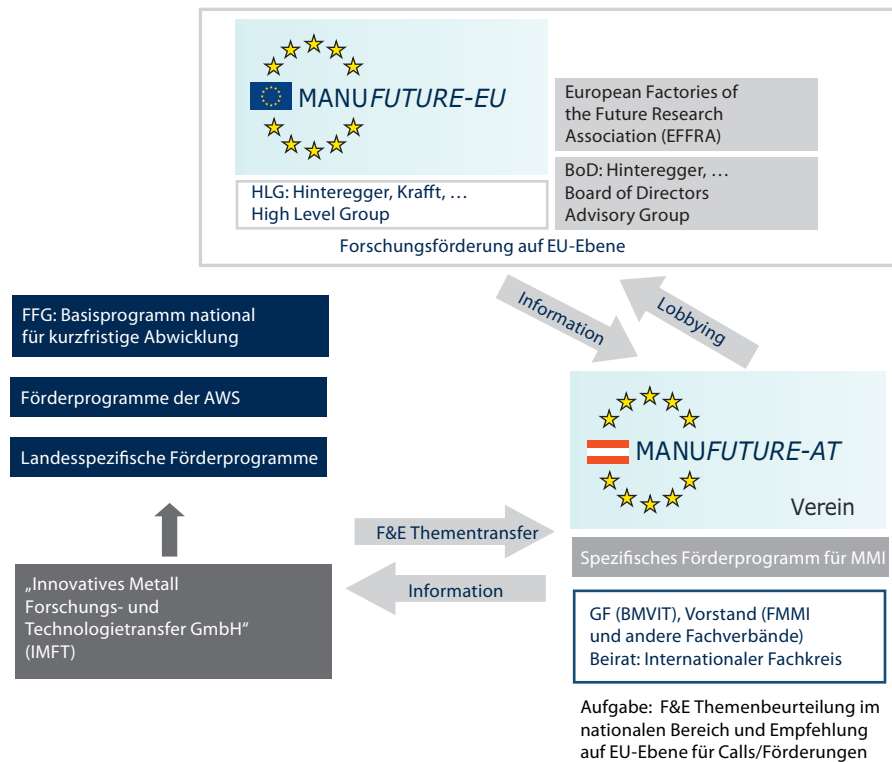 MANUFUTURE-EU
European Factories of
the Future Research
Association (EFFRA)
HLG: Hinteregger, Krafft, …
High Level Group
BoD: Hinteregger, …
Board of Directors
Advisory Group
Forschungsförderung auf EU-Ebene
Information
Lobbying
FFG: Basisprogramm national
für kurzfristige Abwicklung
Förderprogramme der AWS
Landesspezifische Förderprogramme
MANUFUTURE-AT
Verein
F&E Thementransfer
Information
„Innovatives Metall
Forschungs- und
Technologietransfer GmbH“
(IMFT)
Spezifisches Förderprogramm für MMI
GF (BMVIT), Vorstand (FMMI
und andere Fachverbände)
Beirat: Internationaler Fachkreis
Aufgabe: F&E Themenbeurteilung im
nationalen Bereich und Empfehlung
auf EU-Ebene für Calls/Förderungen